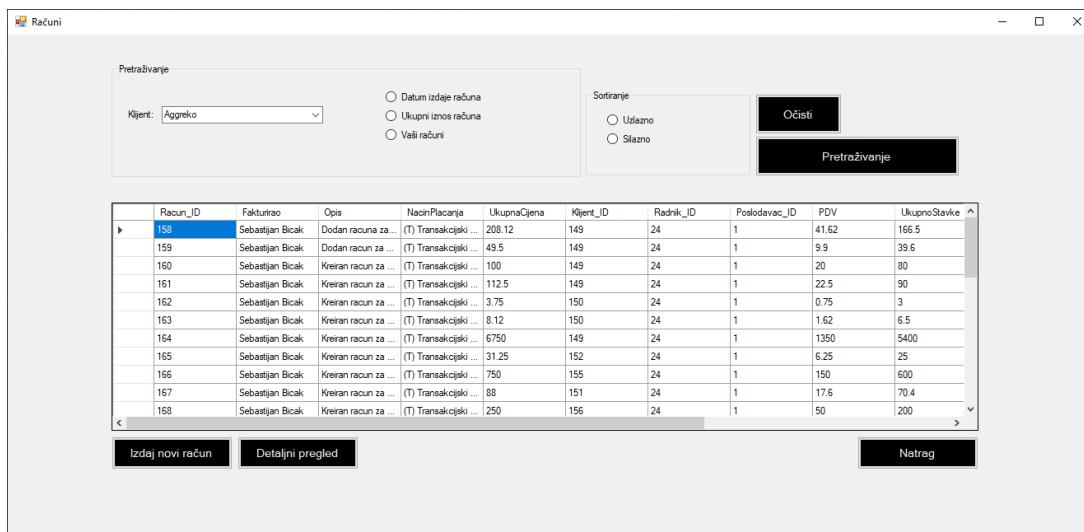 Računi
Pretraživanje
Klijent: Aggreko
Datum izdaje računa
Ukupni iznos računa
Vaši računi
Sortiranje
Uzlazno
Silazno
Očisti
Pretraživanje
Racun_ID Fakturirao Opis NacinPlacanja UkupnaCijena Klijent_ID Radnik_ID Poslodavac_ID PDV UkupnoStavke
158 Sebastijan Bicak Dodan racuna za... (T) Transakcijski ... 208.12 149 24 1 41.62 166.5
159 Sebastijan Bicak Dodan racun za ... (T) Transakcijski ... 49.5 149 24 1 9.9 39.6
160 Sebastijan Bicak Kreiran racun za ... (T) Transakcijski ... 100 149 24 1 20 80
161 Sebastijan Bicak Kreiran racun za ... (T) Transakcijski ... 112.5 149 24 1 22.5 90
162 Sebastijan Bicak Kreiran racun za ... (T) Transakcijski ... 3.75 150 24 1 0.75 3
163 Sebastijan Bicak Kreiran racun za ... (T) Transakcijski ... 8.12 150 24 1 1.62 6.5
164 Sebastijan Bicak Kreiran racun za ... (T) Transakcijski ... 6750 149 24 1 1350 5400
165 Sebastijan Bicak Kreiran racun za ... (T) Transakcijski ... 31.25 152 24 1 6.25 25
166 Sebastijan Bicak Kreiran racun za ... (T) Transakcijski ... 750 155 24 1 150 600
167 Sebastijan Bicak Kreiran racun za ... (T) Transakcijski ... 88 151 24 1 17.6 70.4
168 Sebastijan Bicak Kreiran racun za ... (T) Transakcijski ... 250 156 24 1 50 200
Izdaj novi račun
Detaljni pregled
Natrag